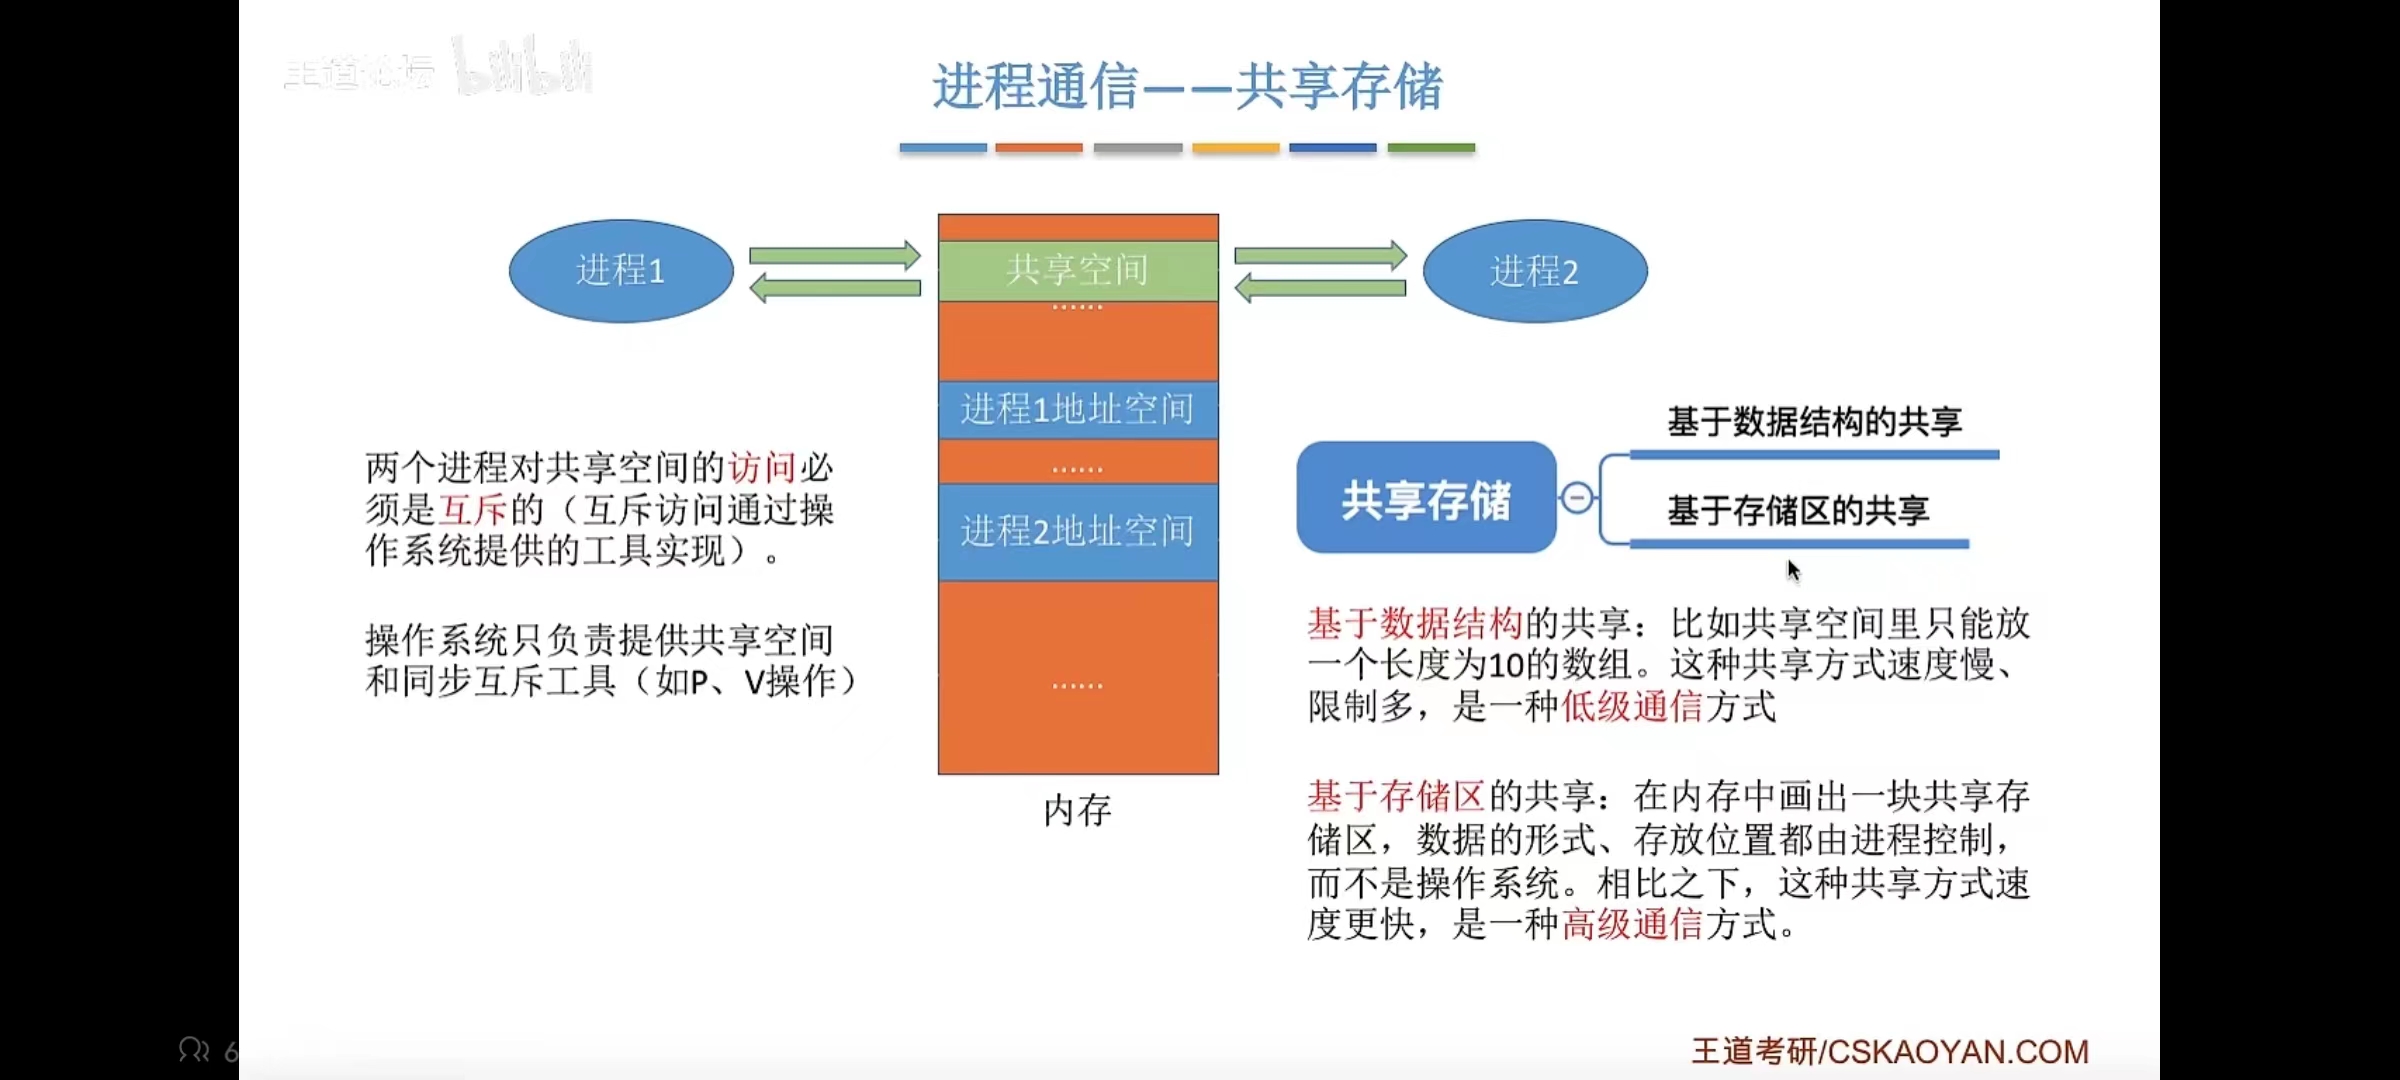 王道论坛 bilibili
进程通信——共享存储
进程1
共享空间
进程2
……
进程1地址空间
……
进程2地址空间
……
内存
两个进程对共享空间的访问必
须是互斥的（互斥访问通过操
作系统提供的工具实现）。
操作系统只负责提供共享空间
和同步互斥工具（如P、V操作）
共享存储
基于数据结构的共享
基于存储区的共享
基于数据结构的共享：比如共享空间里只能放
一个长度为10的数组。这种共享方式速度慢、
限制多，是一种低级通信方式
基于存储区的共享：在内存中画出一块共享存
储区，数据的形式、存放位置都由进程控制，
而不是操作系统。相比之下，这种共享方式速
度更快，是一种高级通信方式。
6
王道考研/CSKAOYAN.COM